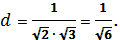 d = 1/(√2·√3) = 1/√6.